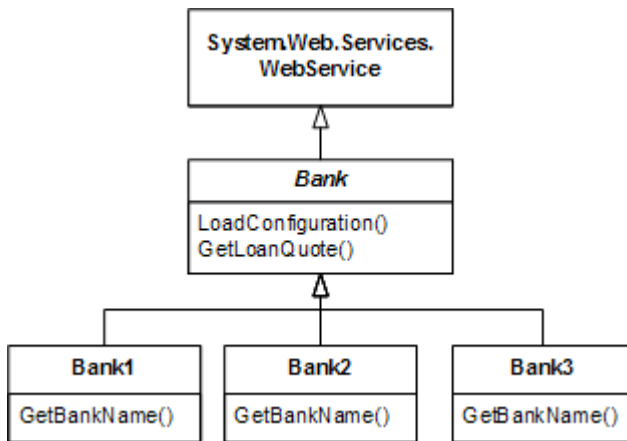 System.Web.Services.
WebService
Bank
LoadConfiguration()
GetLoanQuote()
Bank1
Bank2
Bank3
GetBankName()
GetBankName()
GetBankName()